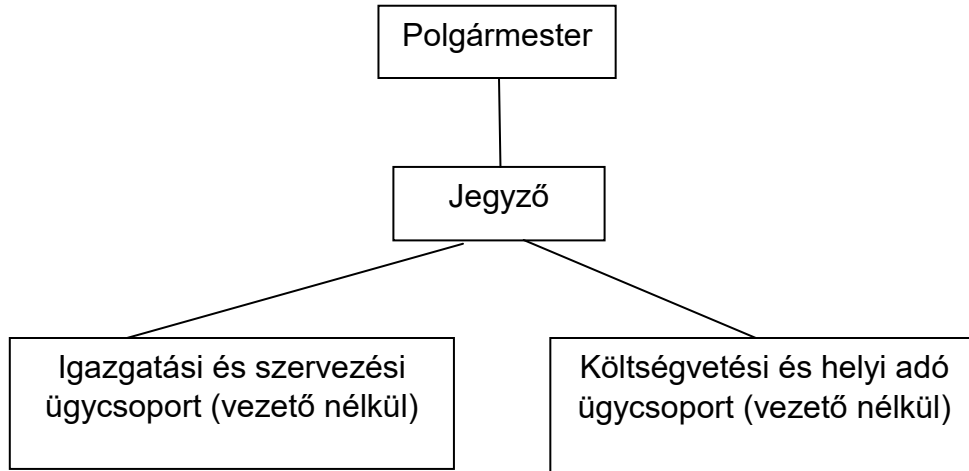 Polgármester
Jegyző
Igazgatási és szervezési
ügycsoport (vezető nélkül)
Költségvetési és helyi adó
ügycsoport (vezető nélkül)